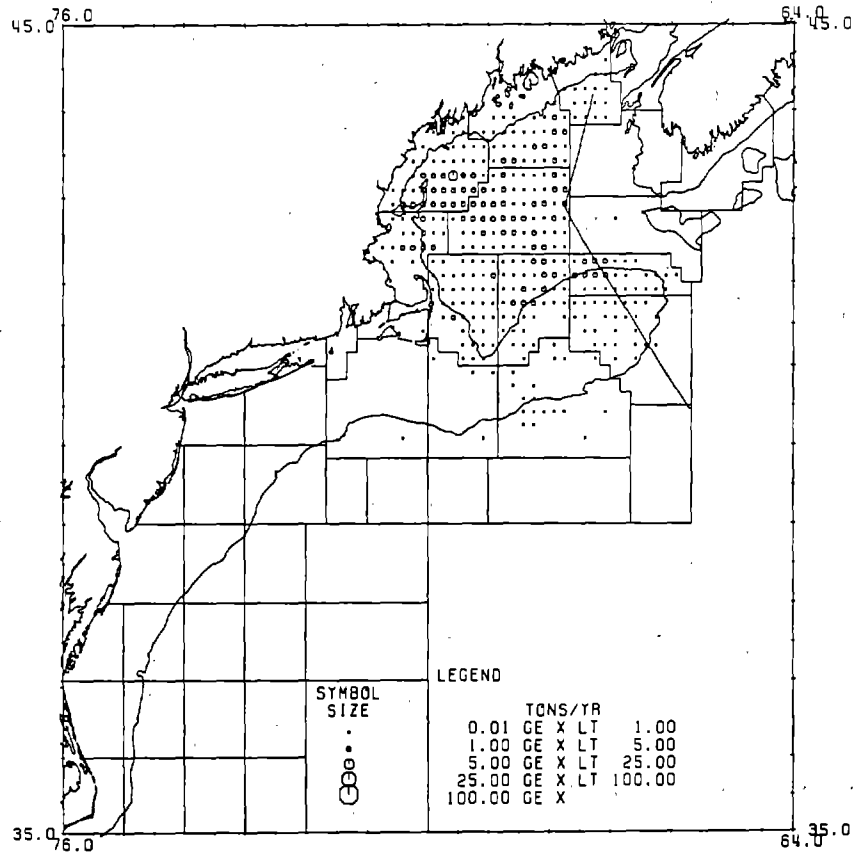 76.0 64.0
45.0 45.0
LEGEND
SYMBOL
SIZE
TONS/YR
0.01 GE X LT 1.00
1.00 GE X LT 5.00
5.00 GE X LT 25.00
25.00 GE X LT 100.00
100.00 GE X
35.0 35.0
76.0 64.0